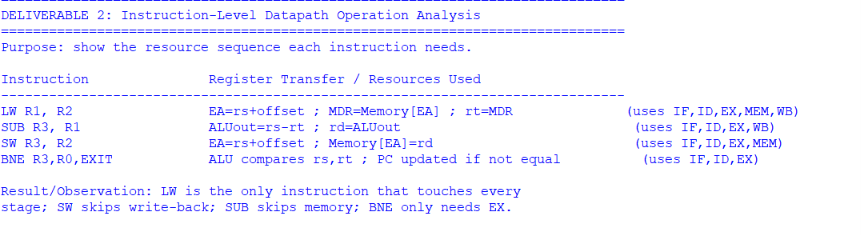 ================================================================================
DELIVERABLE 2: Instruction-Level Datapath Operation Analysis
================================================================================
Purpose: show the resource sequence each instruction needs.

Instruction               Register Transfer / Resources Used
--------------------------------------------------------------------------------
LW R1, R2                 EA=rs+offset ; MDR=Memory[EA] ; rt=MDR              (uses IF,ID,EX,MEM,WB)
SUB R3, R1                ALUout=rs-rt ; rd=ALUout                             (uses IF,ID,EX,WB)
SW R3, R2                 EA=rs+offset ; Memory[EA]=rd                         (uses IF,ID,EX,MEM)
BNE R3,R0,EXIT            ALU compares rs,rt ; PC updated if not equal          (uses IF,ID,EX)

Result/Observation: LW is the only instruction that touches every
stage; SW skips write-back; SUB skips memory; BNE only needs EX.